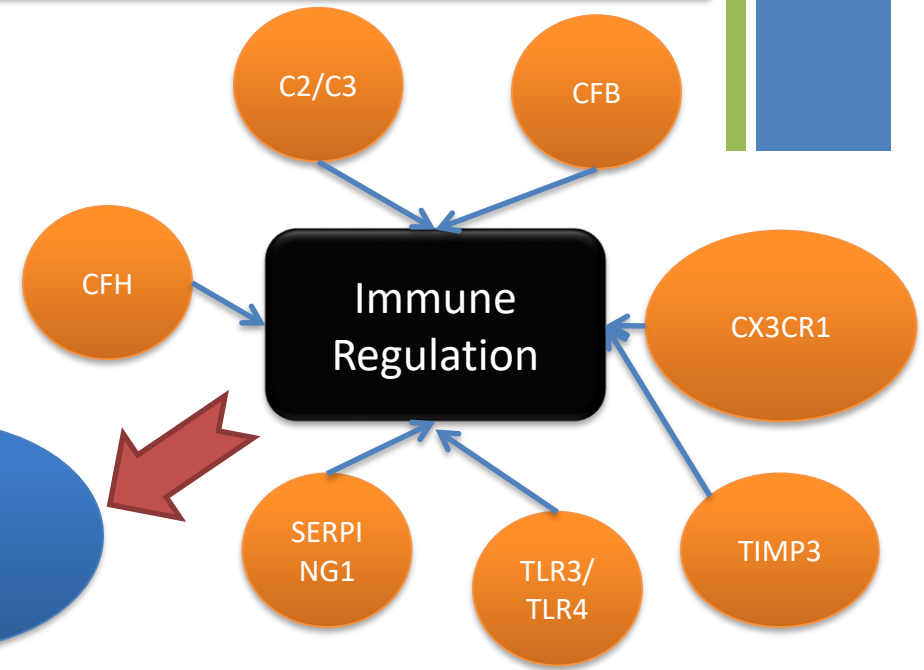 C2/C3
CFB
CFH
Immune
Regulation
CX3CR1
SERPI
NG1
TLR3/
TLR4
TIMP3